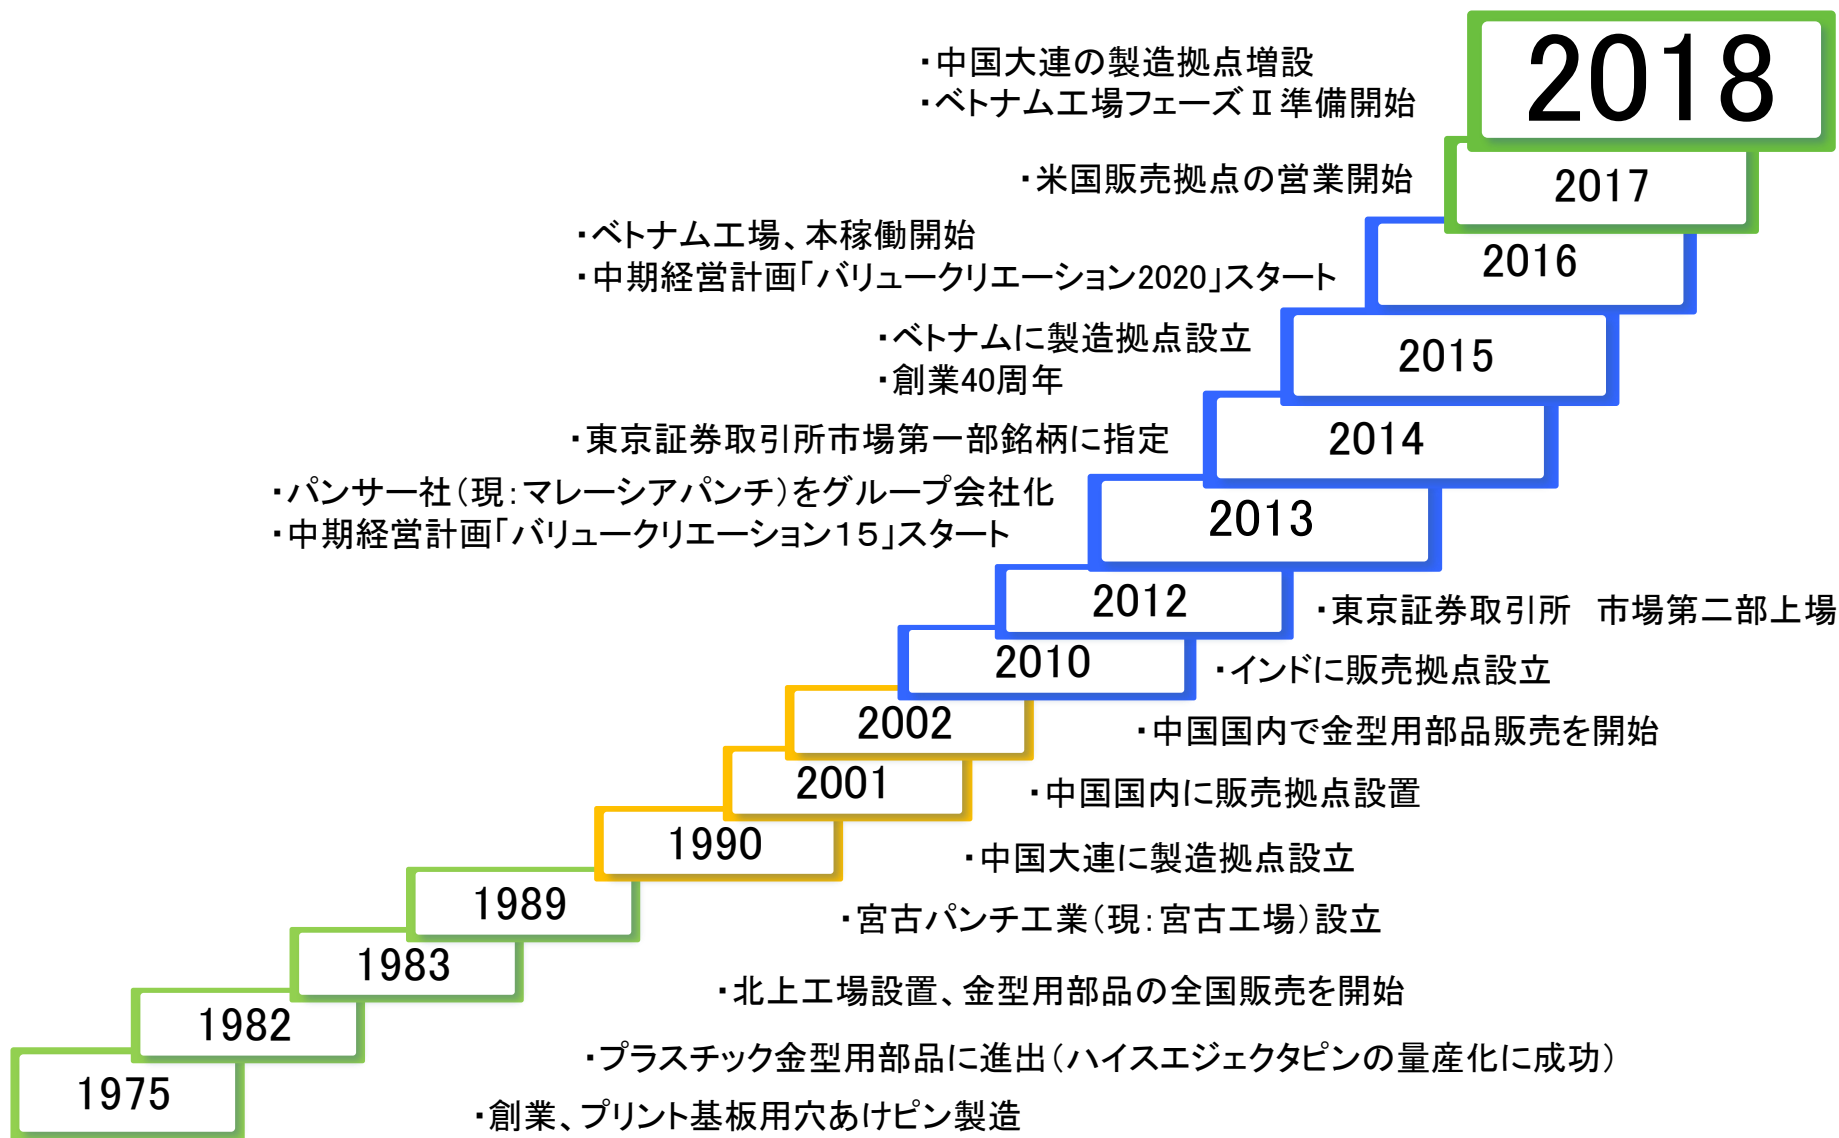 ・中国大連の製造拠点増設
・ベトナム工場フェーズⅡ準備開始
2018
・米国販売拠点の営業開始
2017
・ベトナム工場、本稼働開始
・中期経営計画「バリュークリエーション2020」スタート
2016
・ベトナムに製造拠点設立
・創業40周年
2015
・東京証券取引所市場第一部銘柄に指定
2014
・パンサー社(現:マレーシアパンチ)をグループ会社化
・中期経営計画「バリュークリエーション15」スタート
2013
2012
・東京証券取引所　市場第二部上場
2010
・インドに販売拠点設立
2002
・中国国内で金型用部品販売を開始
2001
・中国国内に販売拠点設置
1990
・中国大連に製造拠点設立
1989
・宮古パンチ工業(現:宮古工場)設立
1983
・北上工場設置、金型用部品の全国販売を開始
1982
・プラスチック金型用部品に進出(ハイスエジェクタピンの量産化に成功)
1975
・創業、プリント基板用穴あけピン製造